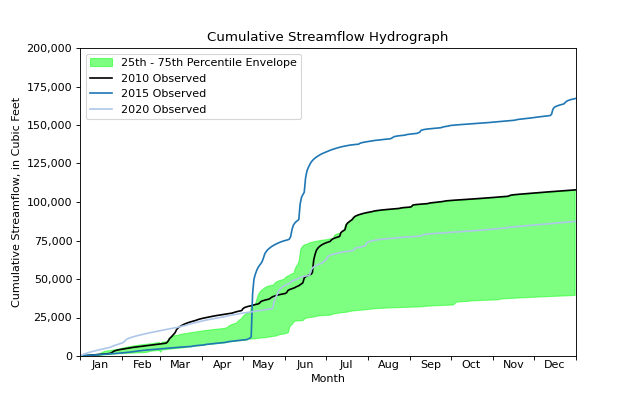 Cumulative Streamflow Hydrograph
200,000
175,000
150,000
125,000
100,000
75,000
50,000
25,000
0
Cumulative Streamflow, in Cubic Feet
25th - 75th Percentile Envelope
2010 Observed
2015 Observed
2020 Observed
Jan Feb Mar Apr May Jun Jul Aug Sep Oct Nov Dec
Month